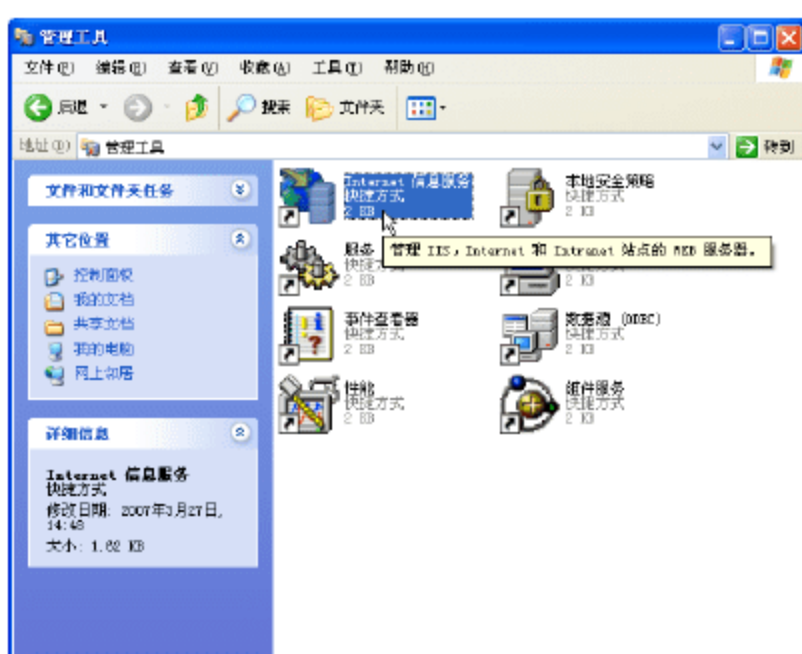 管理工具
文件(F) 编辑(E) 查看(V) 收藏(A) 工具(T) 帮助(H)
后退 搜索 文件夹
地址(D) 管理工具 转到
文件和文件夹任务
其它位置
控制面板
我的文档
共享文档
我的电脑
网上邻居
详细信息
Internet 信息服务
快捷方式
修改日期: 2007年3月27日,
14:48
大小: 1.62 KB
Internet 信息服务
快捷方式
2 KB
本地安全策略
快捷方式
2 KB
服务
快捷方式
2 KB
管理 IIS,Internet 和 Intranet 站点的 WEB 服务器。
2 KB
事件查看器
快捷方式
2 KB
数据源 (ODBC)
快捷方式
2 KB
性能
快捷方式
2 KB
组件服务
快捷方式
2 KB